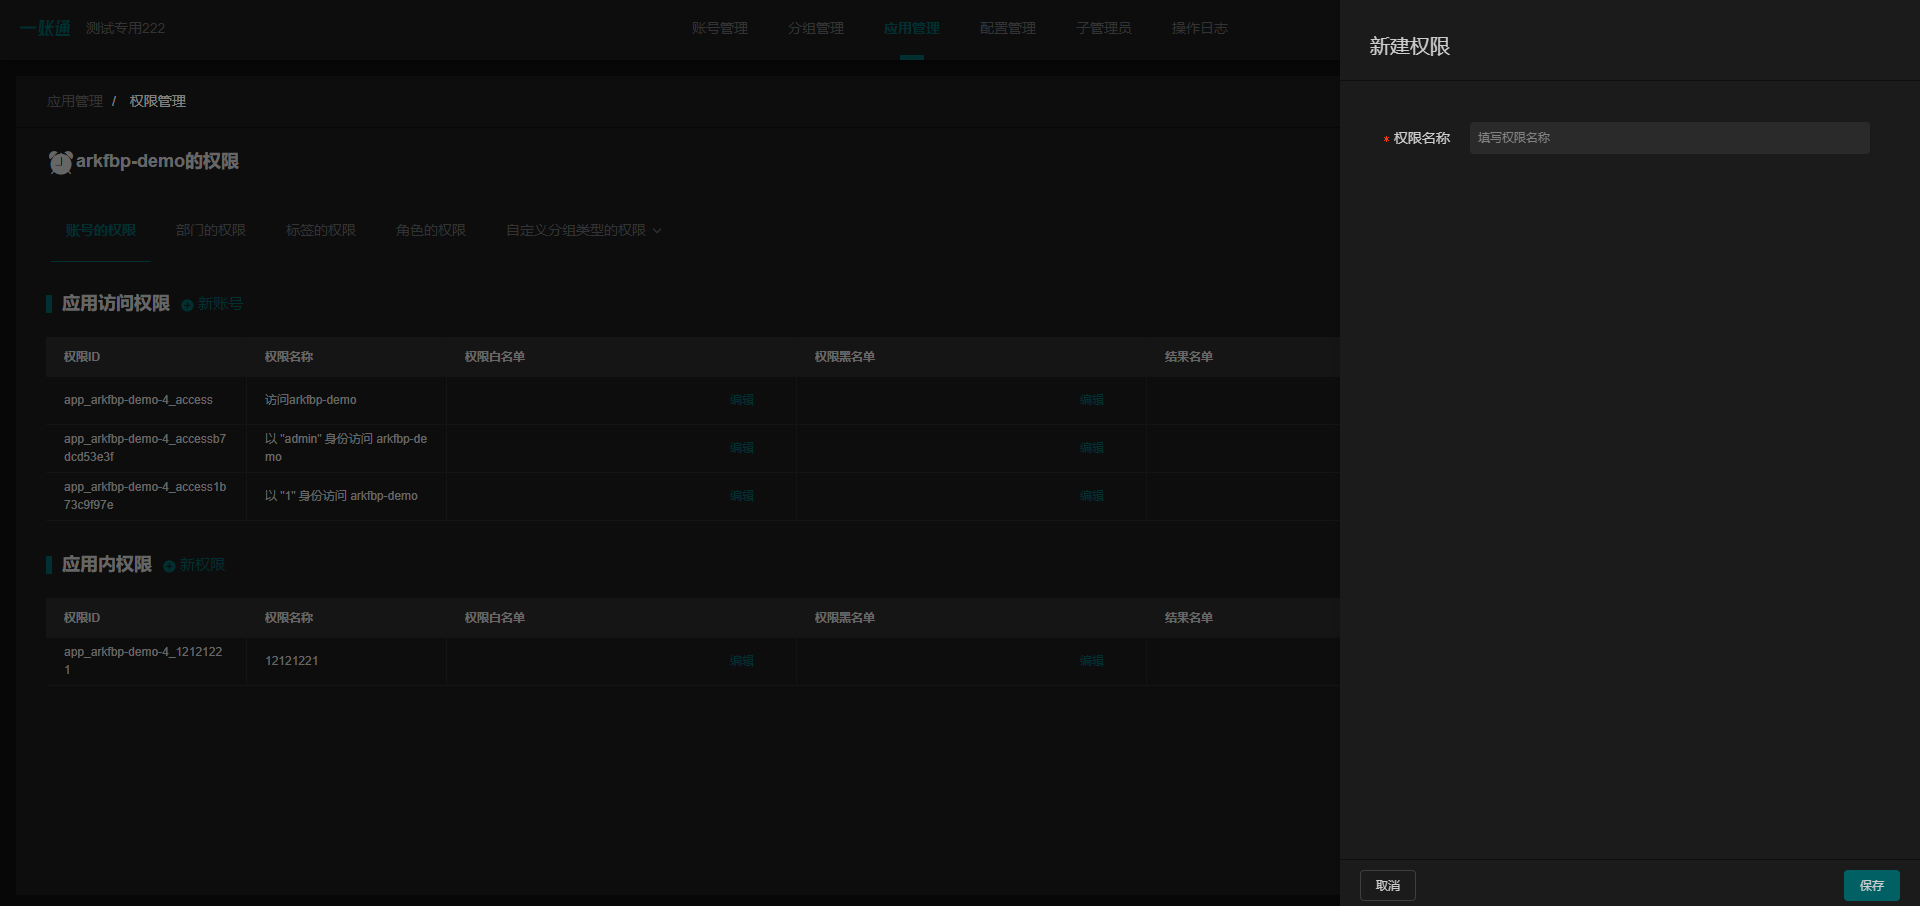 一账通 测试专用222 账号管理 分组管理 应用管理 配置管理 子管理员 操作日志
应用管理 / 权限管理
arkfbp-demo的权限
账号的权限 部门的权限 标签的权限 角色的权限 自定义分组类型的权限
应用访问权限 新账号
权限ID 权限名称 权限白名单 权限黑名单 结果名单
app_arkfbp-demo-4_access 访问arkfbp-demo 编辑 编辑
app_arkfbp-demo-4_accessb7
dcd53e3f
以 "admin" 身份访问 arkfbp-de
mo
编辑 编辑
app_arkfbp-demo-4_access1b
73c9f97e
以 "1" 身份访问 arkfbp-demo 编辑 编辑
应用内权限 新权限
权限ID 权限名称 权限白名单 权限黑名单 结果名单
app_arkfbp-demo-4_1212122
1
12121221 编辑 编辑
新建权限
* 权限名称 填写权限名称
取消 保存